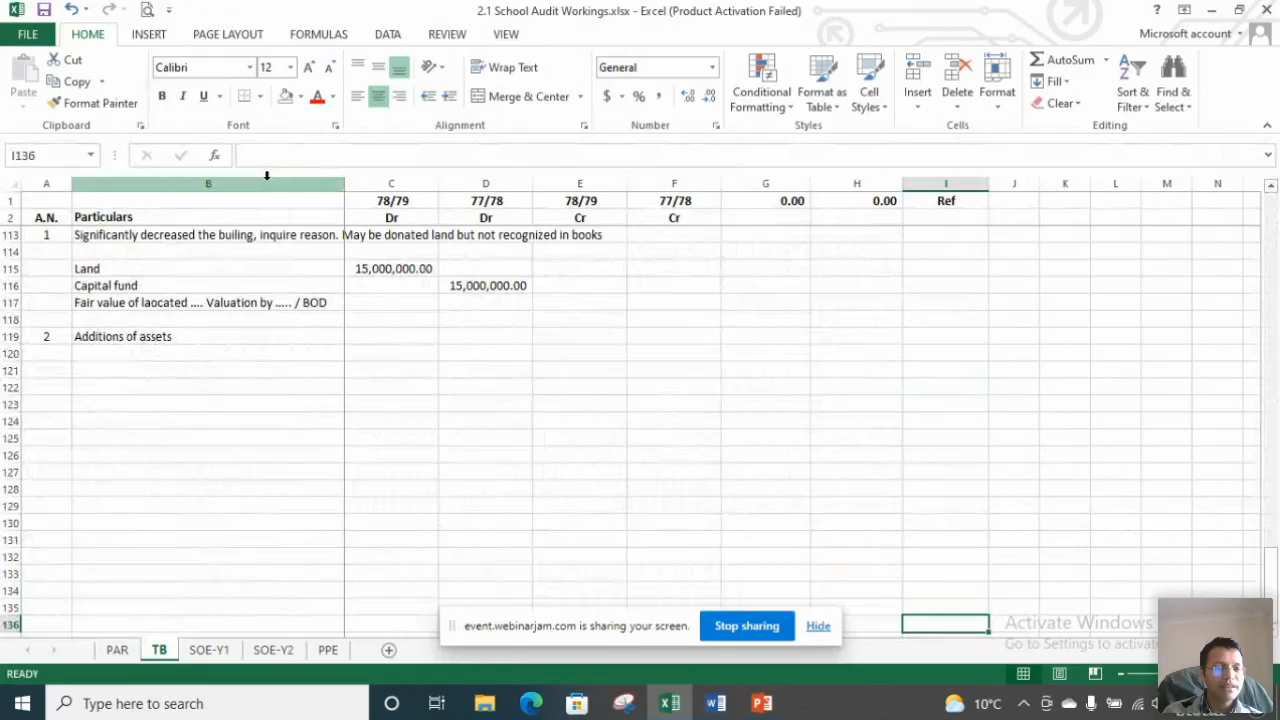 2.1 School Audit Workings.xlsx - Excel (Product Activation Failed)
FILE HOME INSERT PAGE LAYOUT FORMULAS DATA REVIEW VIEW Microsoft account
Paste Cut Copy Format Painter
Calibri 12
B I U A
Wrap Text
Merge & Center
General
$ % ,
Conditional Formatting Format as Table Cell Styles
Insert Delete Format
AutoSum Fill Clear
Sort & Filter Find & Select
Clipboard Font Alignment Number Styles Cells Editing
I136 fx
A B C D E F G H I J K L M N
1 78/79 77/78 78/79 77/78 0.00 0.00 Ref
2 A.N. Particulars Dr Dr Cr Cr
113 1 Significantly decreased the builing, inquire reason. May be donated land but not recognized in books
114
115 Land 15,000,000.00
116 Capital fund 15,000,000.00
117 Fair value of laocated .... Valuation by ..... / BOD
118
119 2 Additions of assets
120
121
122
123
124
125
126
127
128
129
130
131
132
133
134
135
136
event.webinarjam.com is sharing your screen. Stop sharing Hide
Activate Windows
Go to Settings to activate
PAR TB SOE-Y1 SOE-Y2 PPE
READY
Type here to search
10°C